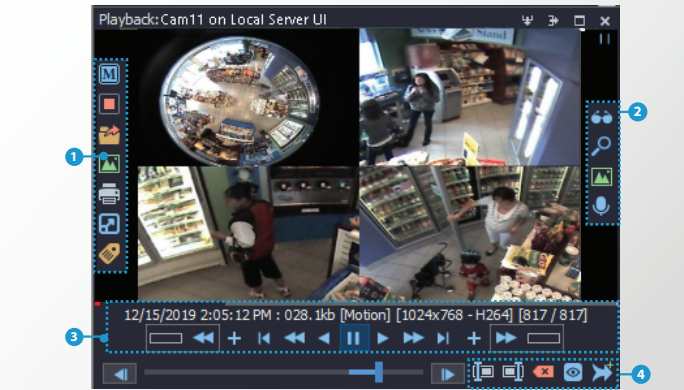 Playback: Cam11 on Local Server UI
Stand
M
1
2
12/15/2019 2:05:12 PM : 028.1kb [Motion] [1024x768 - H264] [817 / 817]
3
4